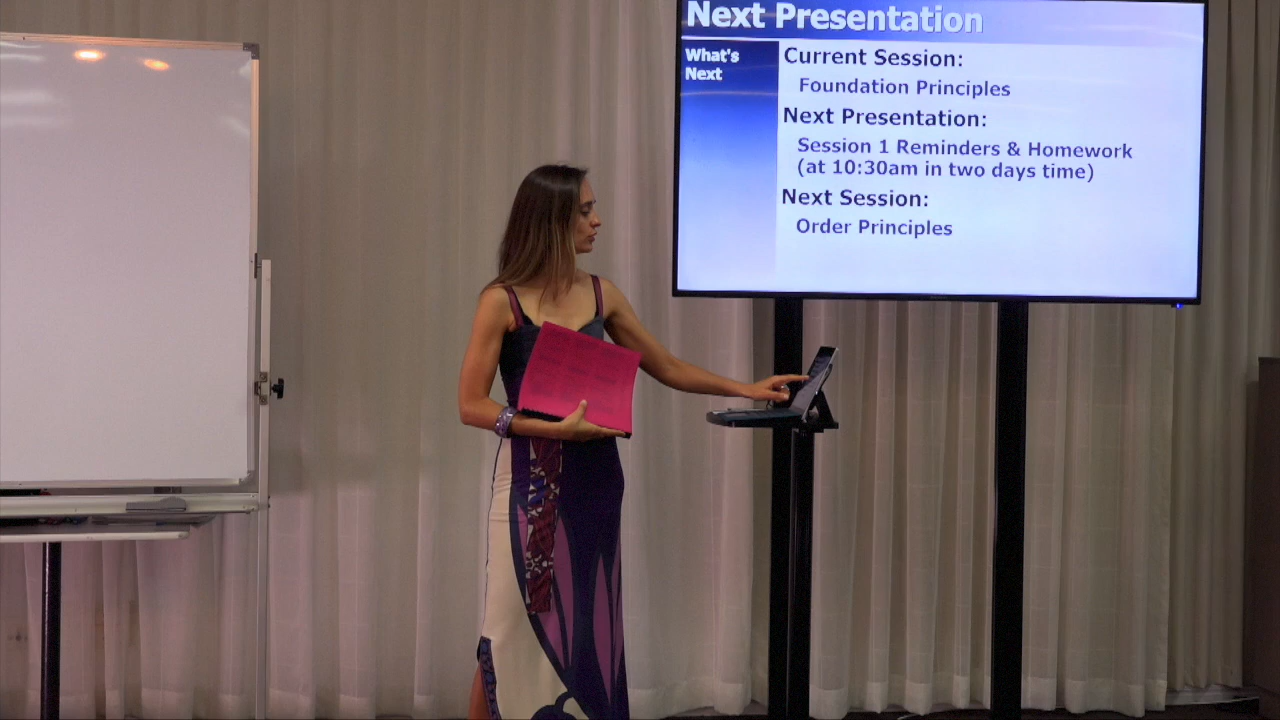 Next Presentation
What's
Next
Current Session:
Foundation Principles
Next Presentation:
Session 1 Reminders & Homework
(at 10:30am in two days time)
Next Session:
Order Principles